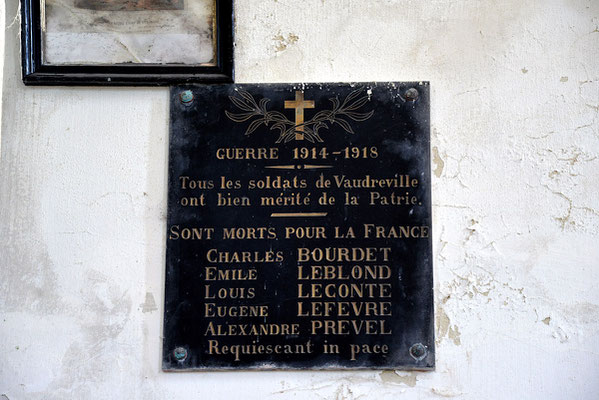 GUERRE 1914-1918
Tous les soldats de Vaudreville
ont bien mérité de la Patrie.
SONT MORTS POUR LA FRANCE
CHARLES BOURDET
EMILE LEBLOND
LOUIS LECONTE
EUGENE LEFEVRE
ALEXANDRE PREVEL
Requiescant in pace